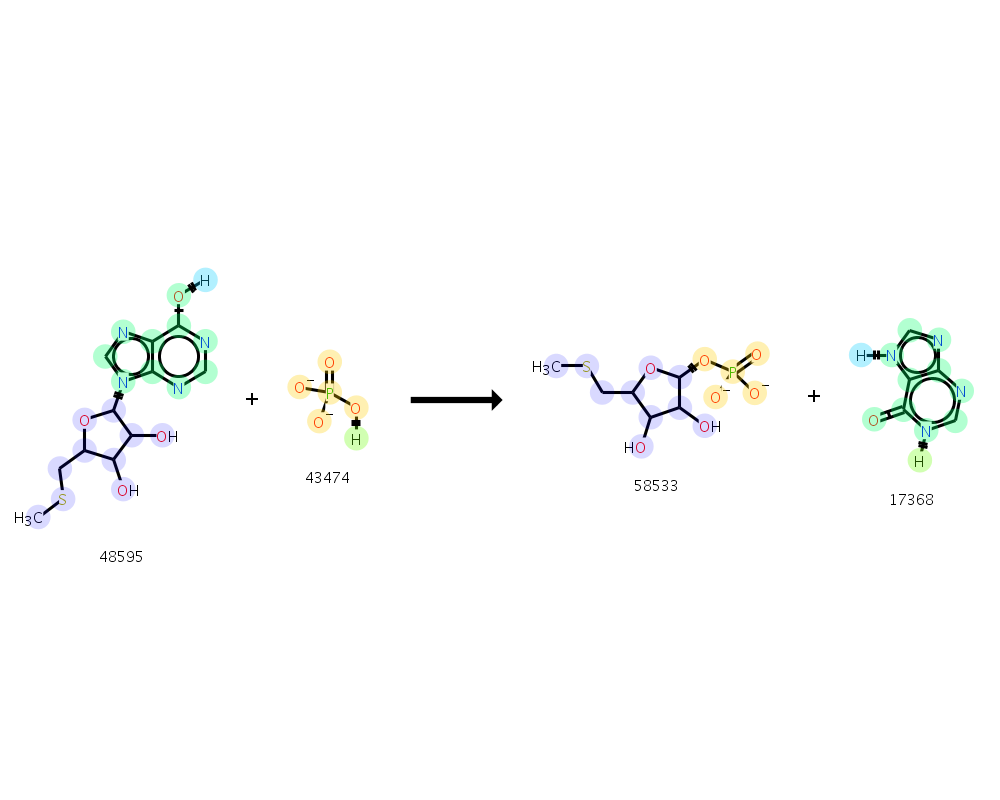 O H
N N
N N
O OH
OH
S
H₃C
48595
+
O
O⁻ P O
O⁻ H
43474
H₃C S O O P O
O⁻ O⁻
HO OH
58533
+
H N N
N
O N
H
17368